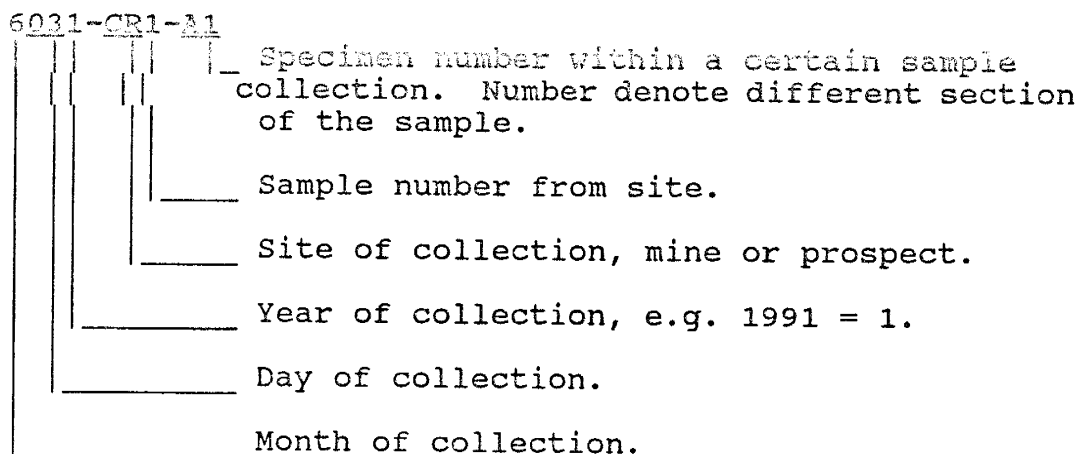 6031-CR1-A1
Specimen number within a certain sample
collection. Number denote different section
of the sample.
Sample number from site.
Site of collection, mine or prospect.
Year of collection, e.g. 1991 = 1.
Day of collection.
Month of collection.